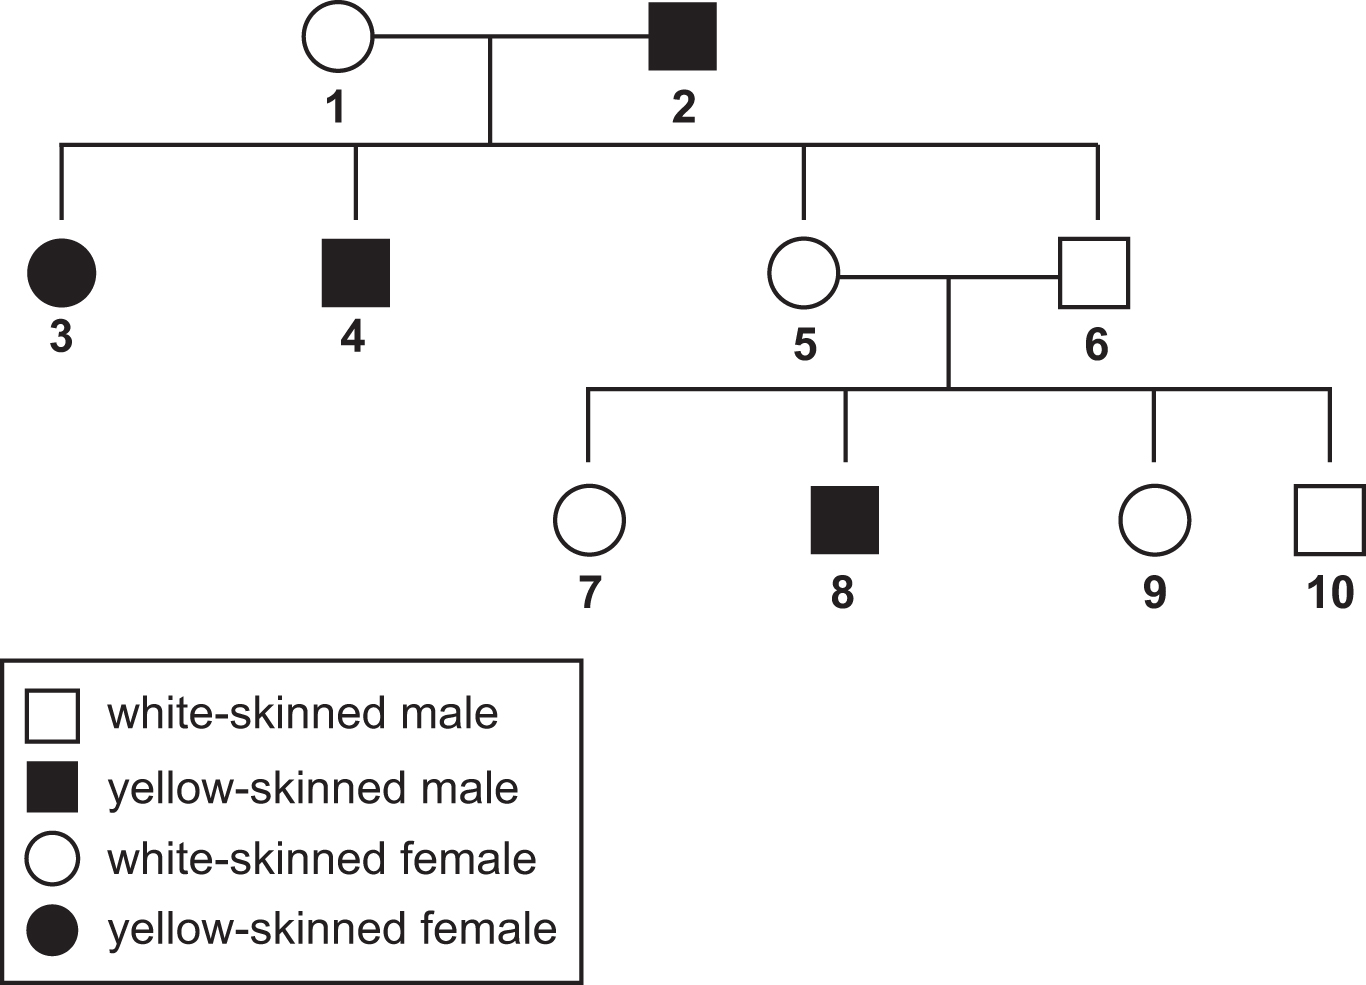 1 2
3 4 5 6
7 8 9 10
white-skinned male
yellow-skinned male
white-skinned female
yellow-skinned female